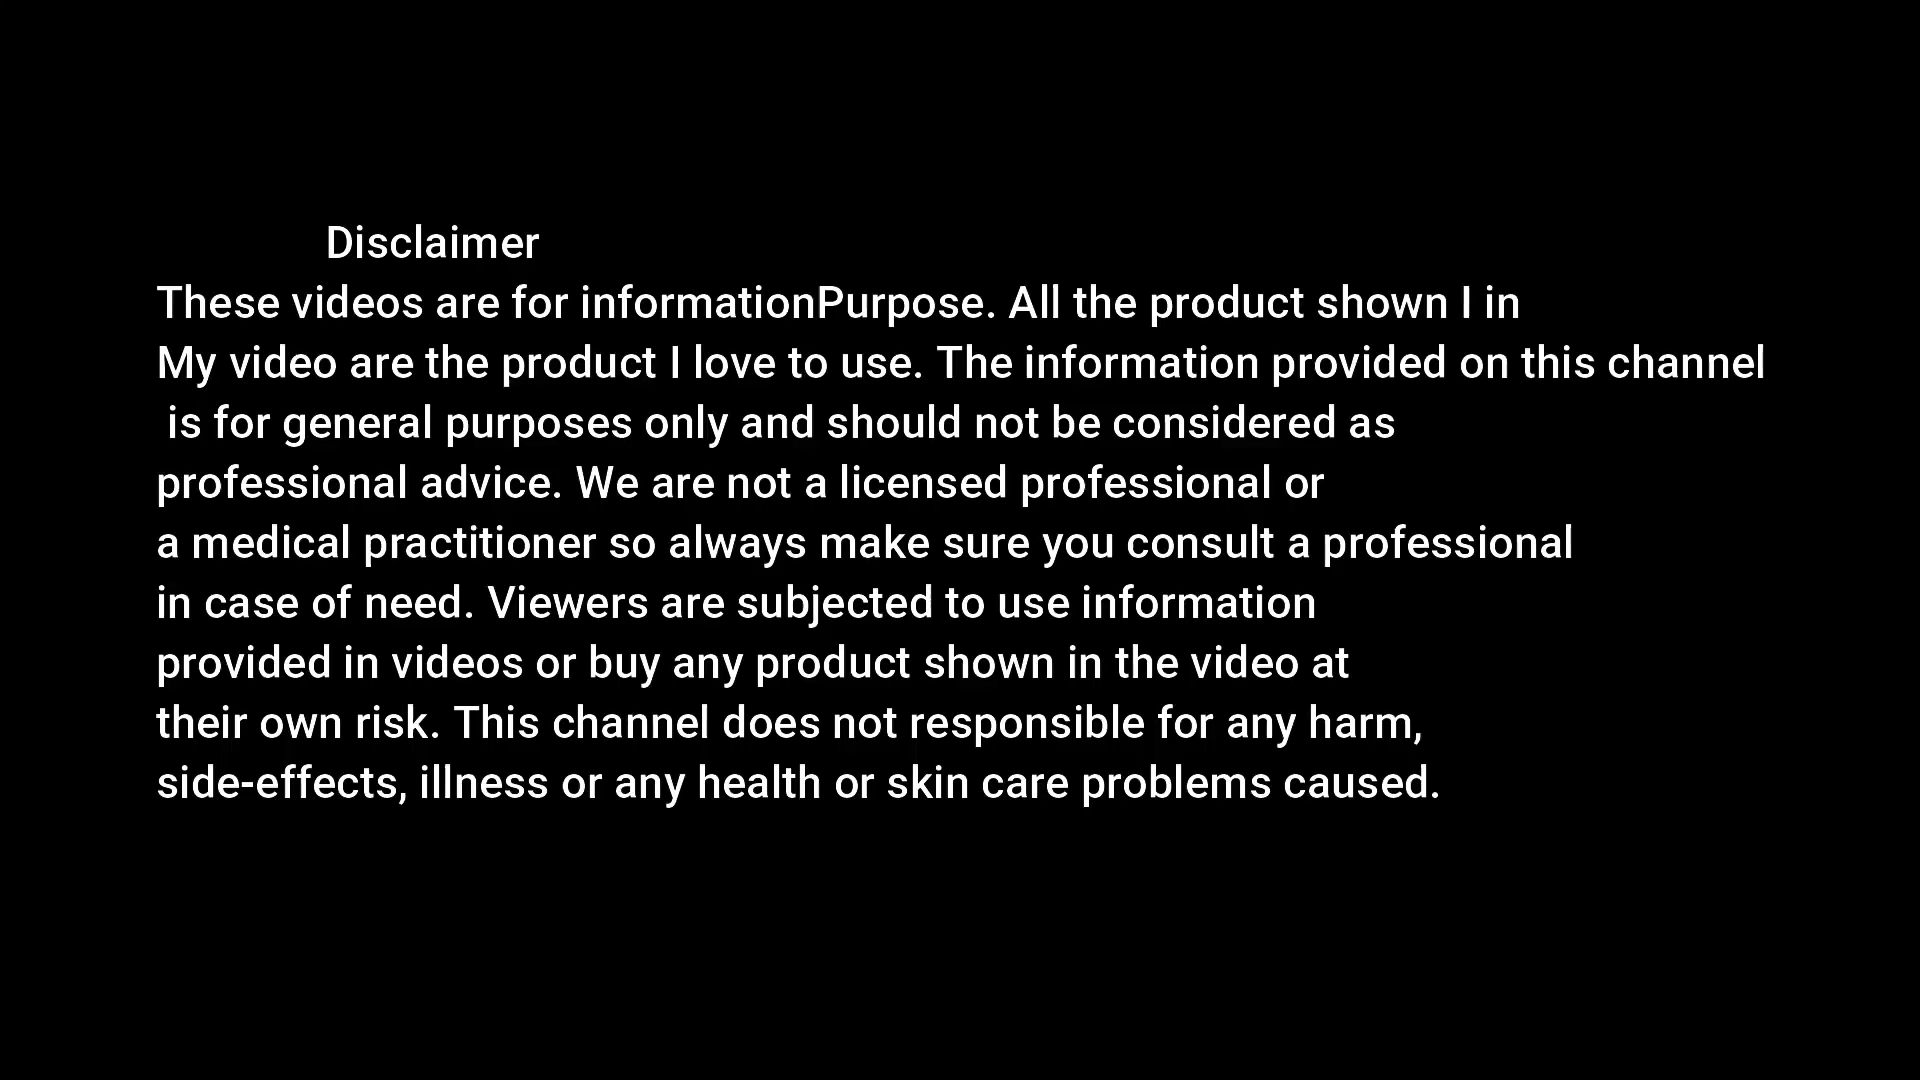 Disclaimer
These videos are for informationPurpose. All the product shown I in
My video are the product I love to use. The information provided on this channel
is for general purposes only and should not be considered as
professional advice. We are not a licensed professional or
a medical practitioner so always make sure you consult a professional
in case of need. Viewers are subjected to use information
provided in videos or buy any product shown in the video at
their own risk. This channel does not responsible for any harm,
side-effects, illness or any health or skin care problems caused.